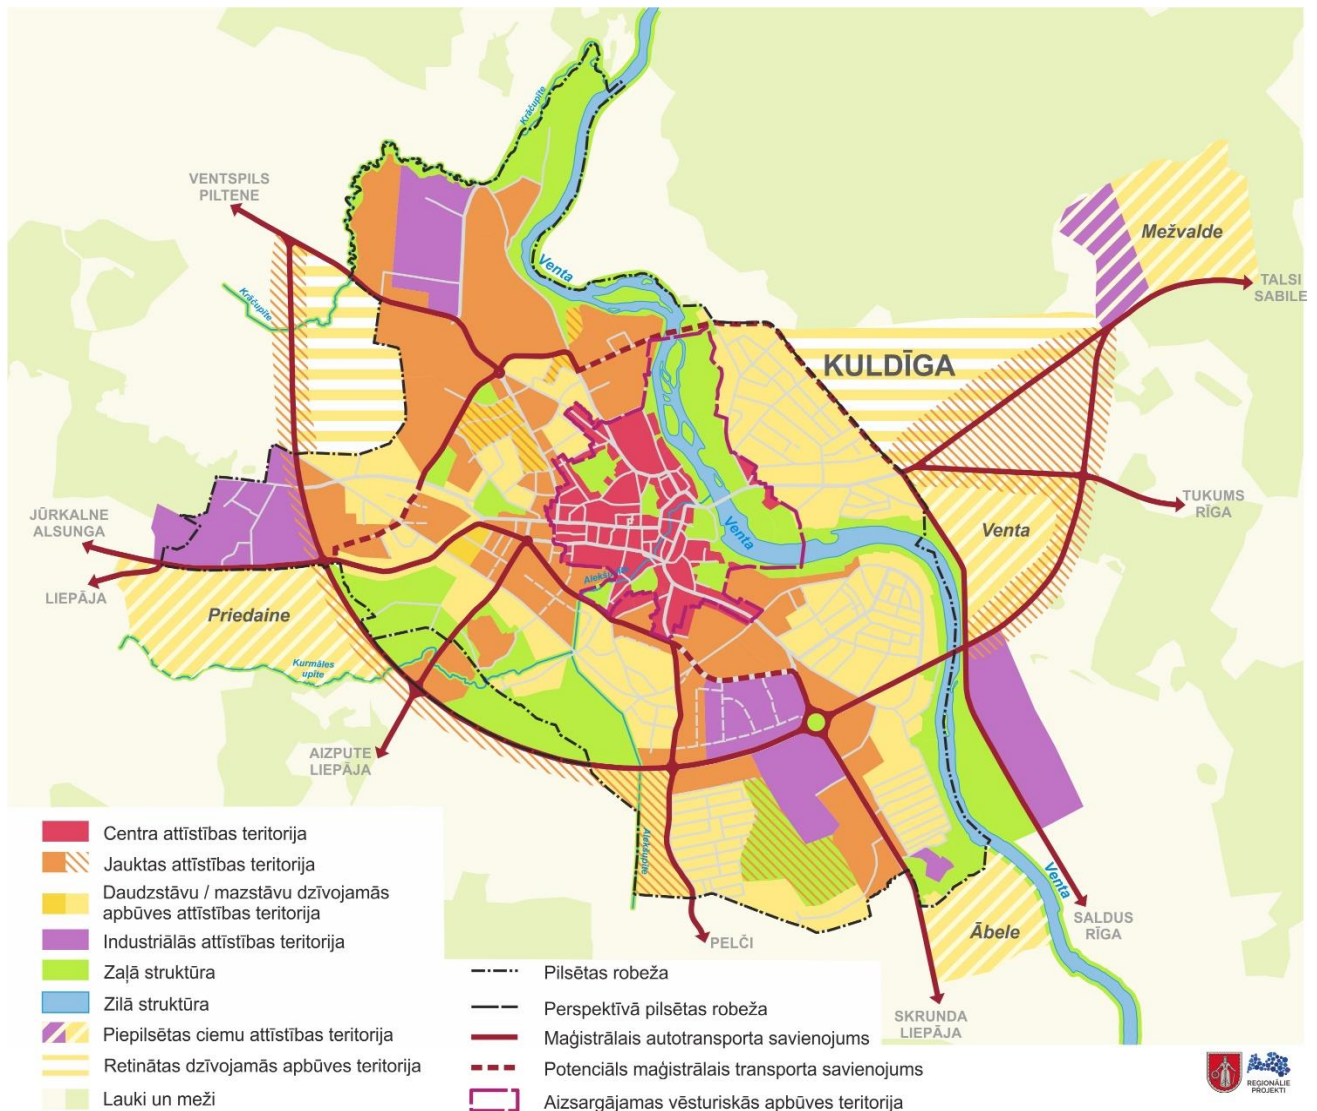 Krāčupīte
VENTSPILS
PILTENE
Mežvalde
Venta
TALSI
SABILE
Krāčupīte
KULDĪGA
TUKUMS
RĪGA
JŪRKALNE
ALSUNGA
Venta
Venta
LIEPĀJA
Alekšupīte
Priedaine
Kurmāles
upīte
AIZPUTE
LIEPĀJA
Alekšupīte
Venta
SALDUS
RĪGA
PELČI
Ābele
SKRUNDA
LIEPĀJA
Centra attīstības teritorija
Jauktas attīstības teritorija
Daudzstāvu / mazstāvu dzīvojamās
apbūves attīstības teritorija
Industriālās attīstības teritorija
Zaļā struktūra
Zilā struktūra
Piepilsētas ciemu attīstības teritorija
Retinātas dzīvojamās apbūves teritorija
Lauki un meži
Pilsētas robeža
Perspektīvā pilsētas robeža
Maģistrālais autotransporta savienojums
Potenciāls maģistrālais transporta savienojums
Aizsargājamas vēsturiskās apbūves teritorija
REĢIONĀLIE
PROJEKTI